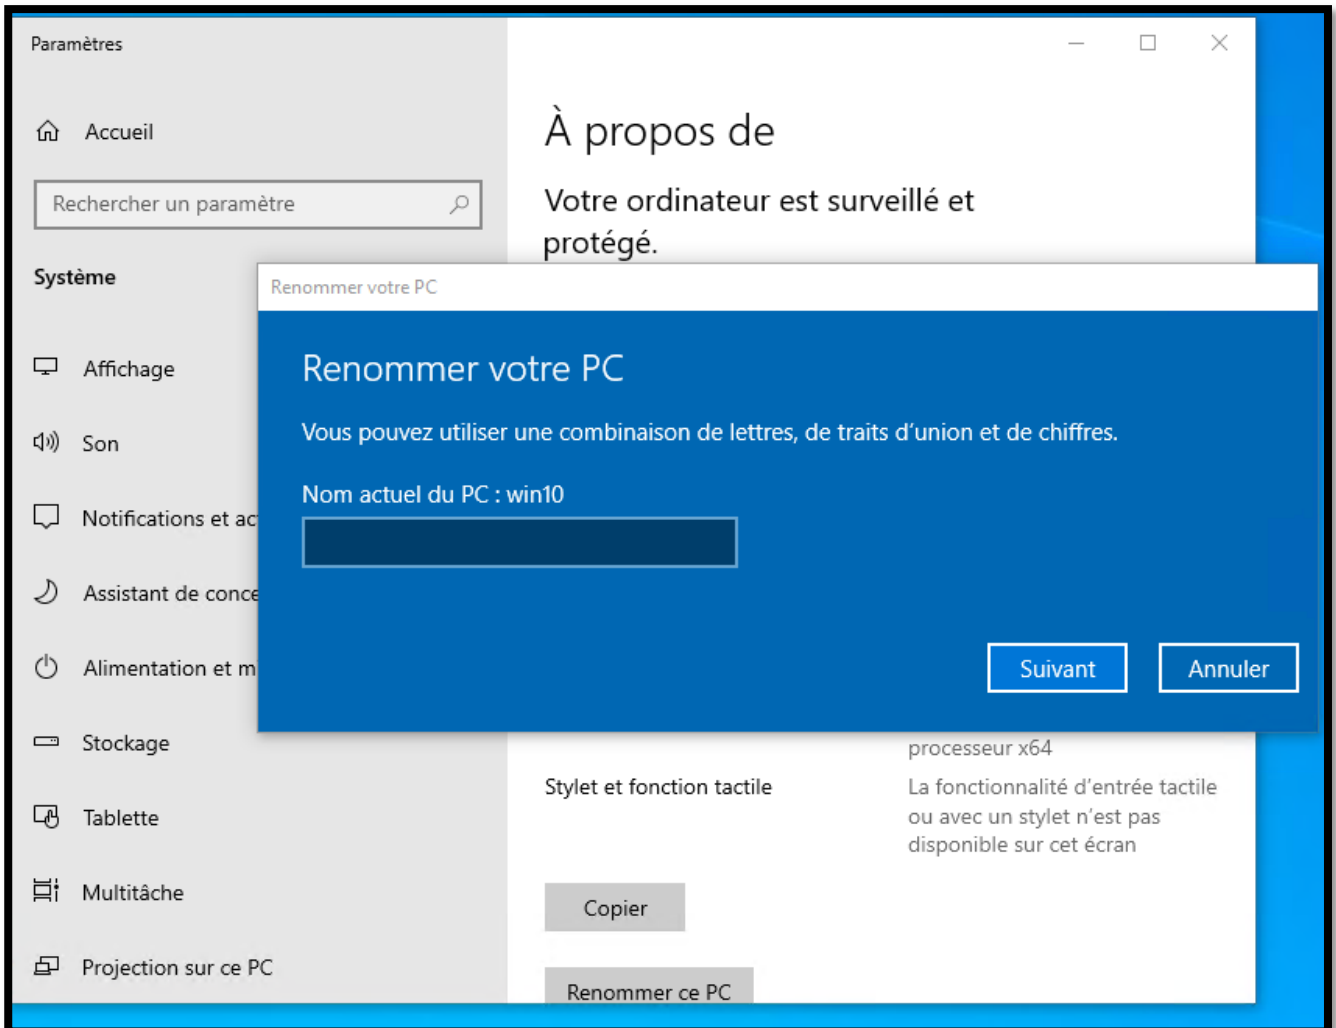 Paramètres
Accueil
Rechercher un paramètre
Système
Affichage
Son
Notifications et ac
Assistant de conce
Alimentation et m
Stockage
Tablette
Multitâche
Projection sur ce PC
À propos de
Votre ordinateur est surveillé et
protégé.
Renommer votre PC
Renommer votre PC
Vous pouvez utiliser une combinaison de lettres, de traits d’union et de chiffres.
Nom actuel du PC : win10
Suivant
Annuler
processeur x64
Stylet et fonction tactile
La fonctionnalité d’entrée tactile
ou avec un stylet n’est pas
disponible sur cet écran
Copier
Renommer ce PC